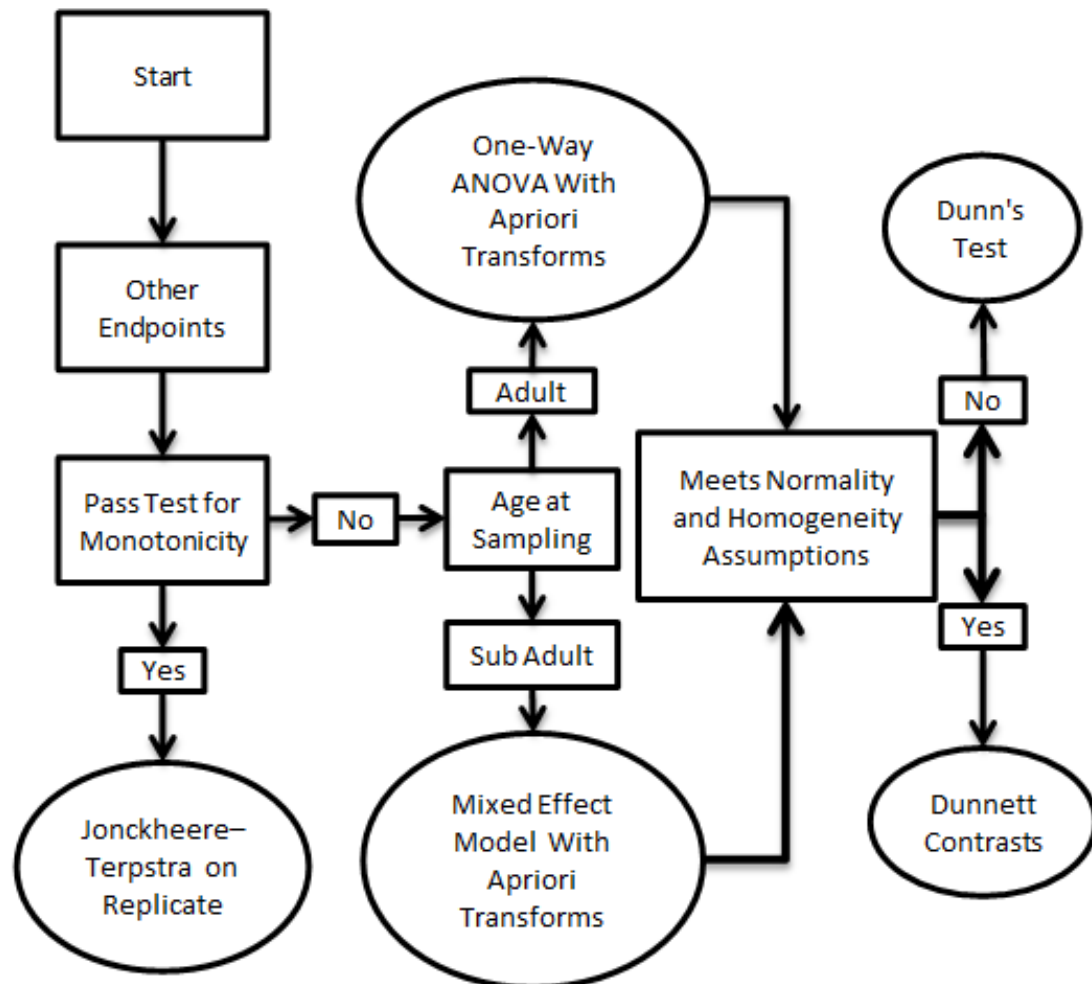 Start
Other
Endpoints
Pass Test for
Monotonicity
Yes
Jonckheere–
Terpstra on
Replicate
No
Age at
Sampling
Adult
One-Way
ANOVA With
Apriori
Transforms
Sub Adult
Mixed Effect
Model With
Apriori
Transforms
Meets Normality
and Homogeneity
Assumptions
No
Dunn's
Test
Yes
Dunnett
Contrasts